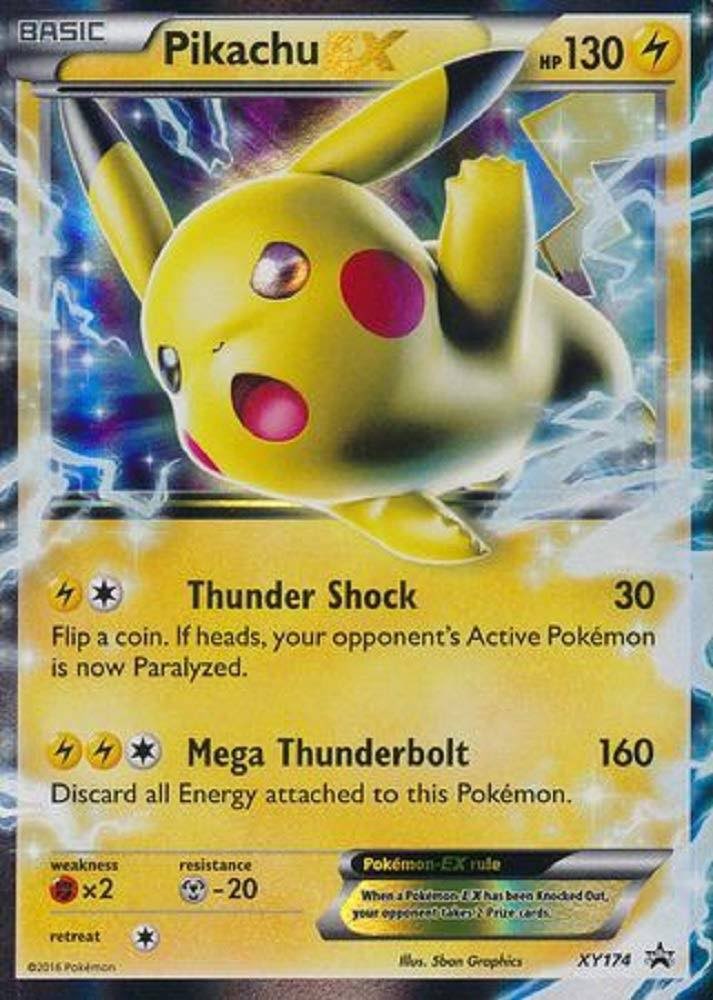 BASIC
Pikachu EX HP 130
Thunder Shock 30
Flip a coin. If heads, your opponent's Active Pokémon
is now Paralyzed.
Mega Thunderbolt 160
Discard all Energy attached to this Pokémon.
weakness resistance
×2 -20
Pokémon-EX rule
When a Pokémon-EX has been Knocked Out,
your opponent takes 2 Prize cards.
retreat
©2016 Pokémon Illus. 5ban Graphics XY174